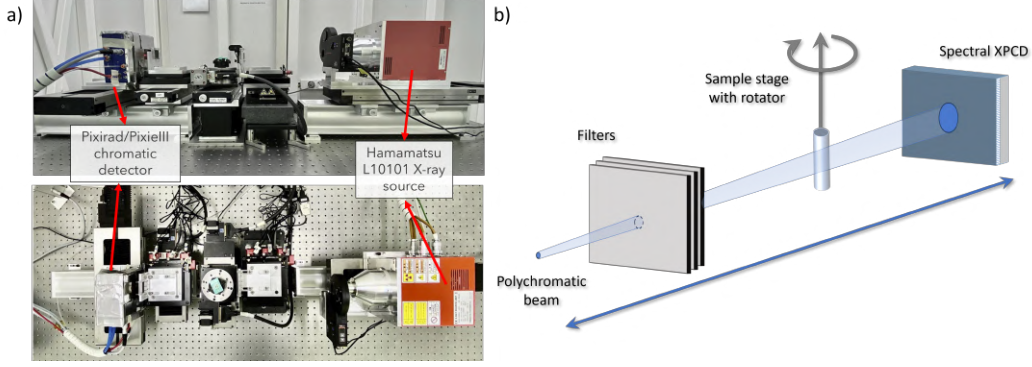 a)
Pixirad/PixieIII
chromatic
detector
Hamamatsu
L10101 X-ray
source
b)
Spectral XPCD
Sample stage
with rotator
Filters
Polychromatic
beam